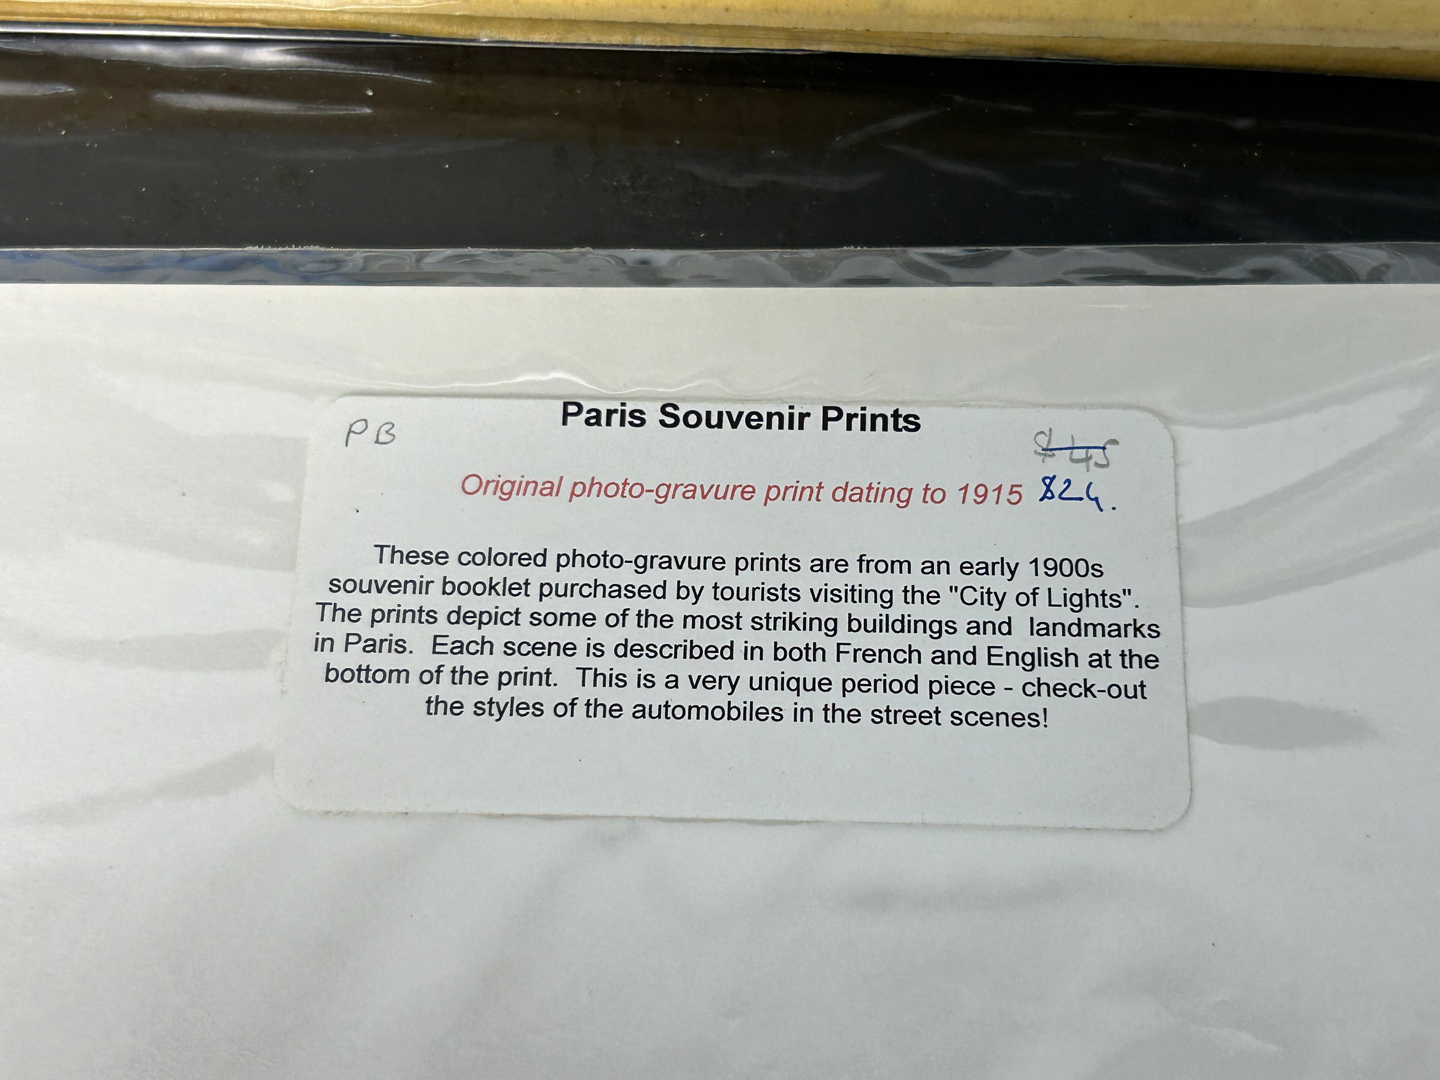 Paris Souvenir Prints
PB
$45
Original photo-gravure print dating to 1915 $24.
These colored photo-gravure prints are from an early 1900s
souvenir booklet purchased by tourists visiting the "City of Lights".
The prints depict some of the most striking buildings and landmarks
in Paris. Each scene is described in both French and English at the
bottom of the print. This is a very unique period piece - check-out
the styles of the automobiles in the street scenes!